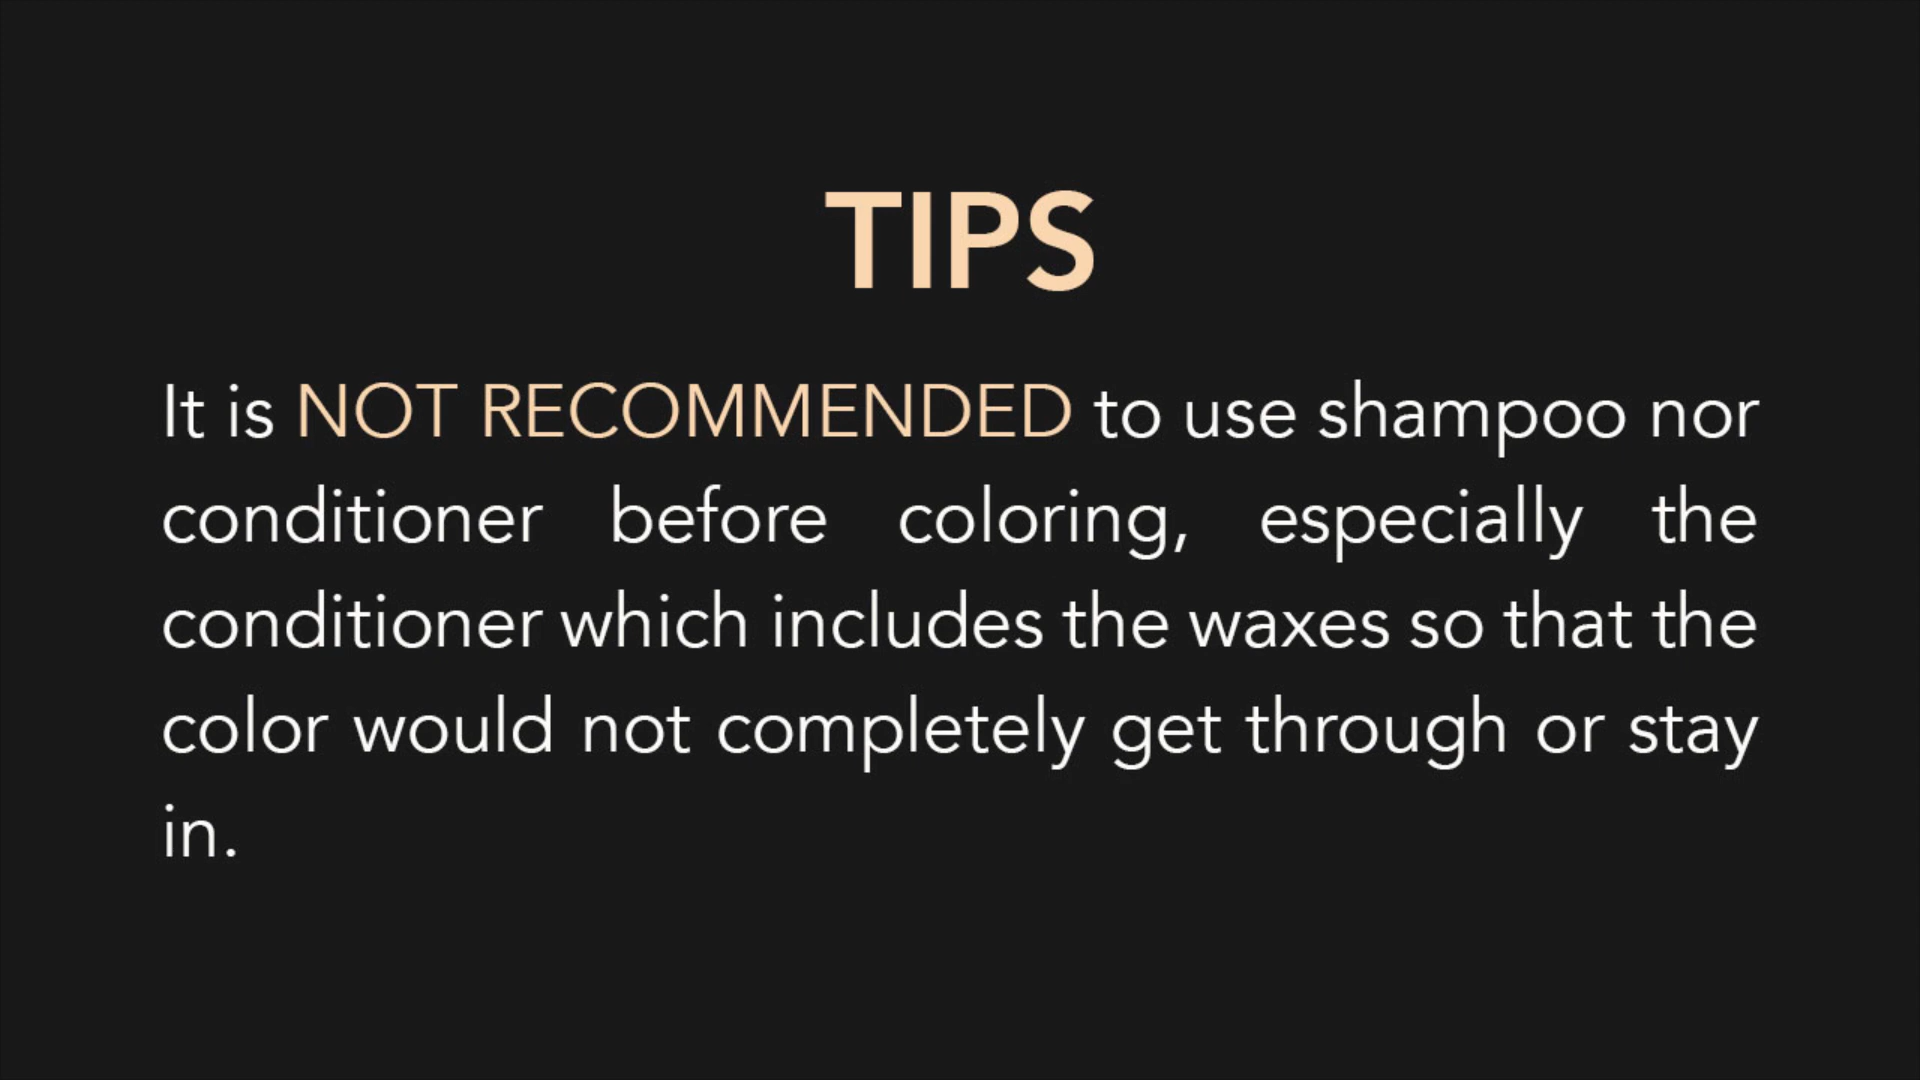 TIPS
It is NOT RECOMMENDED to use shampoo nor
conditioner before coloring, especially the
conditioner which includes the waxes so that the
color would not completely get through or stay
in.